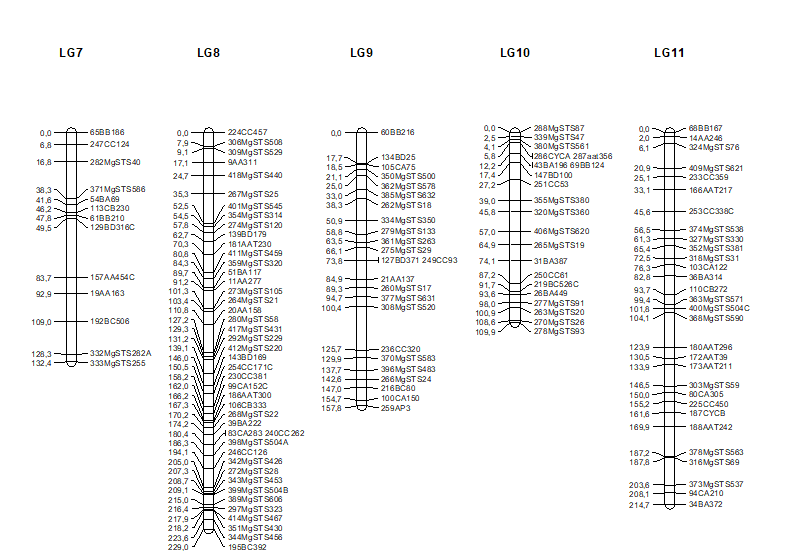 LG7
0,0 65BB186
6,8 247CC124
16,8 282MgSTS40
38,3 371MgSTS586
41,6 54BA69
46,2 113CB230
47,8 61BB210
49,5 129BD316C
83,7 157AA454C
92,9 19AA163
109,0 192BC506
128,3 332MgSTS262A
132,4 333MgSTS255
LG8
0,0 224CC457
7,9 306MgSTS508
9,1 309MgSTS529
17,1 9AA311
24,7 418MgSTS440
35,3 267MgSTS25
52,5 401MgSTS545
54,5 354MgSTS314
57,8 274MgSTS120
62,7 139BD179
70,3 181AAT230
80,8 411MgSTS459
84,3 359MgSTS320
89,7 51BA117
91,2 11AA277
101,3 273MgSTS105
103,4 264MgSTS21
110,8 20AA158
127,2 280MgSTS58
129,3 417MgSTS431
131,2 292MgSTS229
139,1 412MgSTS220
146,0 143BD169
150,5 254CC171C
158,2 230CC381
162,0 99CA152C
166,2 186AAT300
167,3 106CB333
170,2 268MgSTS22
174,2 39BA222
180,4 83CA283 240CC262
186,3 398MgSTS504A
194,1 246CC126
205,0 342MgSTS426
207,3 272MgSTS28
208,7 343MgSTS453
209,1 399MgSTS504B
215,0 389MgSTS606
216,4 297MgSTS323
217,9 414MgSTS467
218,2 351MgSTS430
223,6 344MgSTS456
229,0 195BC392
LG9
0,0 60BB216
17,7 134BD25
18,5 105CA75
21,1 350MgSTS500
25,0 362MgSTS578
33,0 385MgSTS632
38,3 262MgSTS18
50,9 334MgSTS350
58,8 279MgSTS133
63,5 361MgSTS263
66,1 275MgSTS29
73,8 127BD371 249CC93
84,9 21AA137
89,3 260MgSTS17
94,7 377MgSTS631
100,4 308MgSTS520
125,7 236CC320
129,9 370MgSTS583
137,7 396MgSTS483
142,6 266MgSTS24
147,0 216BC80
154,7 100CA150
157,8 259AP3
LG10
0,0 288MgSTS87
2,5 339MgSTS47
4,1 380MgSTS561
5,8 286CYCA 287aat356
12,2 43BA196 69BB124
17,4 147BD100
27,2 251CC53
39,0 355MgSTS380
45,8 320MgSTS360
57,0 406MgSTS620
64,9 265MgSTS19
74,1 31BA387
87,2 250CC61
91,7 219BC526C
93,6 26BA449
98,0 277MgSTS91
100,9 263MgSTS20
108,6 270MgSTS26
109,9 278MgSTS93
LG11
0,0 68BB167
2,0 14AA246
6,1 324MgSTS76
20,9 409MgSTS621
25,1 233CC359
33,1 166AAT217
45,6 253CC338C
56,5 374MgSTS538
61,3 327MgSTS330
65,4 352MgSTS381
72,5 318MgSTS31
76,3 103CA122
82,8 36BA314
93,7 110CB272
99,4 363MgSTS571
101,8 400MgSTS504C
104,1 368MgSTS590
123,9 180AAT296
130,5 172AAT39
133,9 173AAT211
146,5 303MgSTS59
150,0 80CA305
155,2 225CC450
161,6 187CYCB
169,9 188AAT242
187,2 378MgSTS563
187,8 316MgSTS69
203,6 373MgSTS537
208,1 94CA210
214,7 34BA372